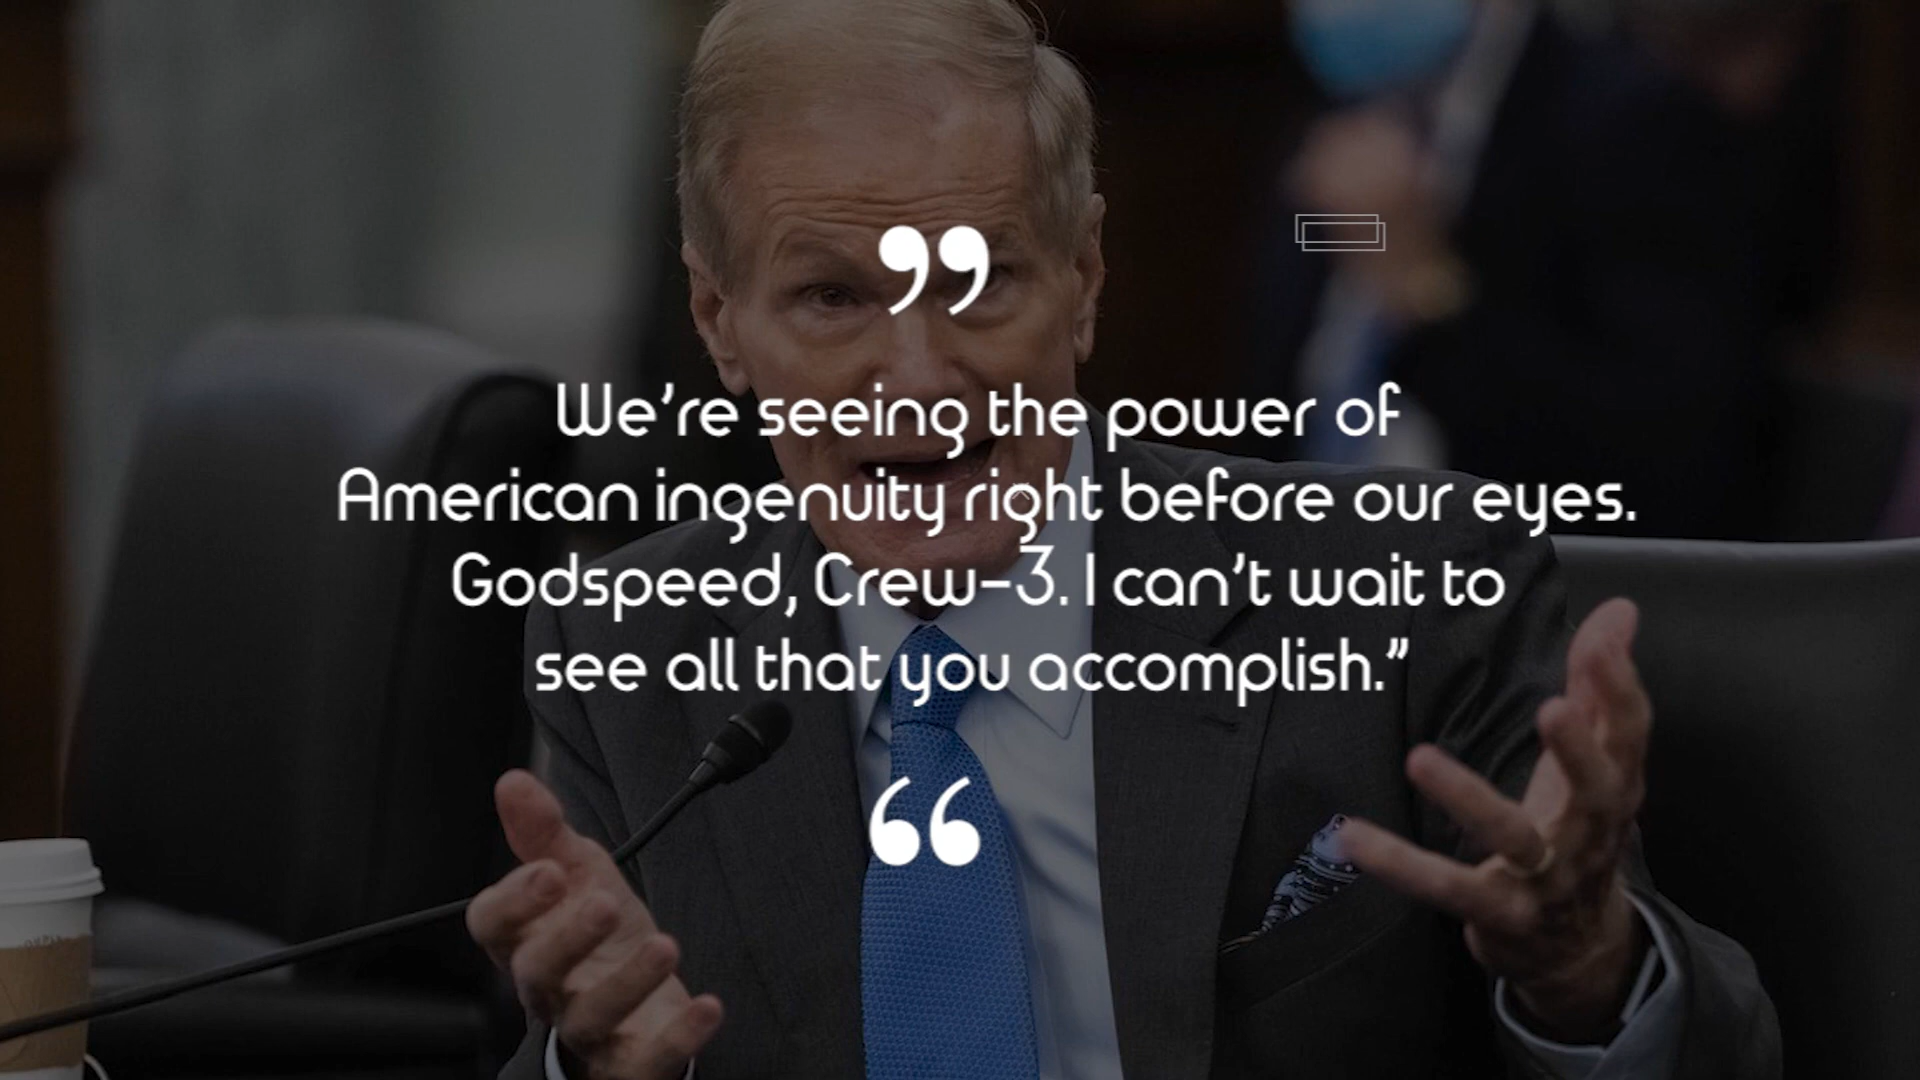 ”
We’re seeing the power of
American ingenuity right before our eyes.
Godspeed, Crew-3. I can’t wait to
see all that you accomplish.”
“